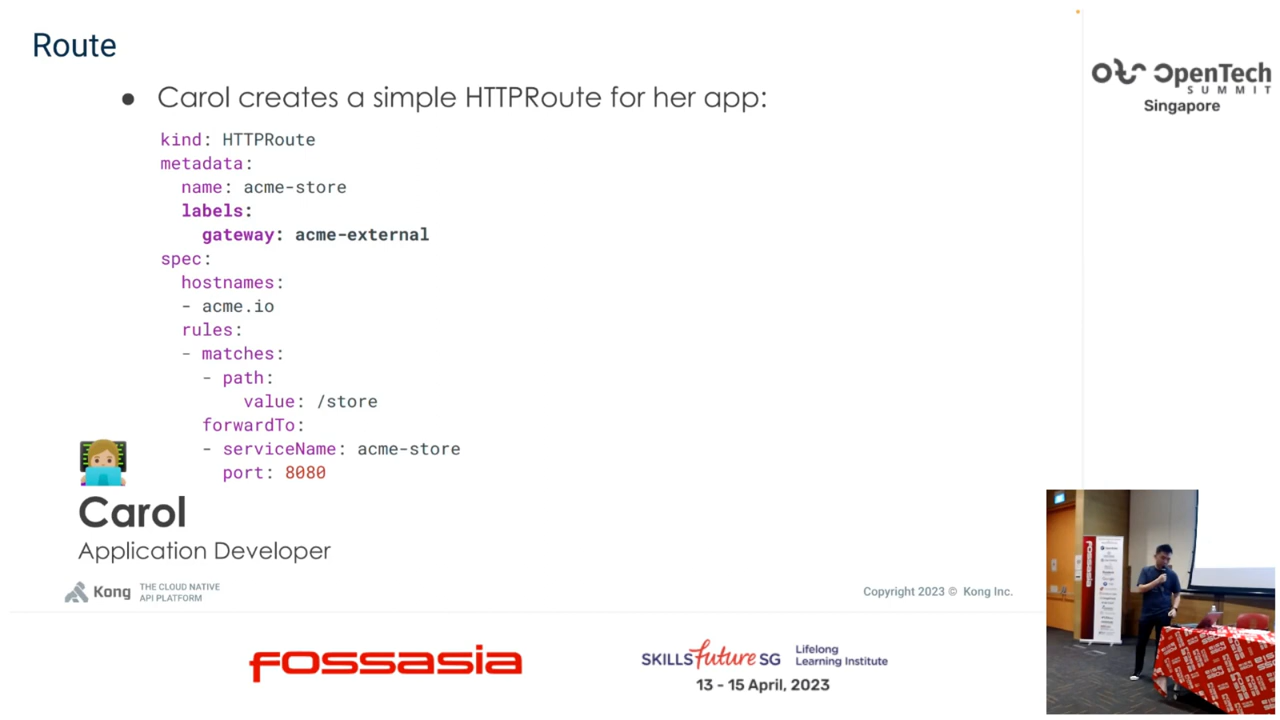 Route
● Carol creates a simple HTTPRoute for her app:
kind: HTTPRoute
metadata:
  name: acme-store
  labels:
    gateway: acme-external
spec:
  hostnames:
  - acme.io
  rules:
  - matches:
    - path:
        value: /store
    forwardTo:
    - serviceName: acme-store
      port: 8080
Carol
Application Developer
Kong
THE CLOUD NATIVE
API PLATFORM
Copyright 2023 © Kong Inc.
OpenTech
SUMMIT
Singapore
fossasia
SKILLSfuture SG
Lifelong
Learning Institute
13 - 15 April, 2023
fossasia